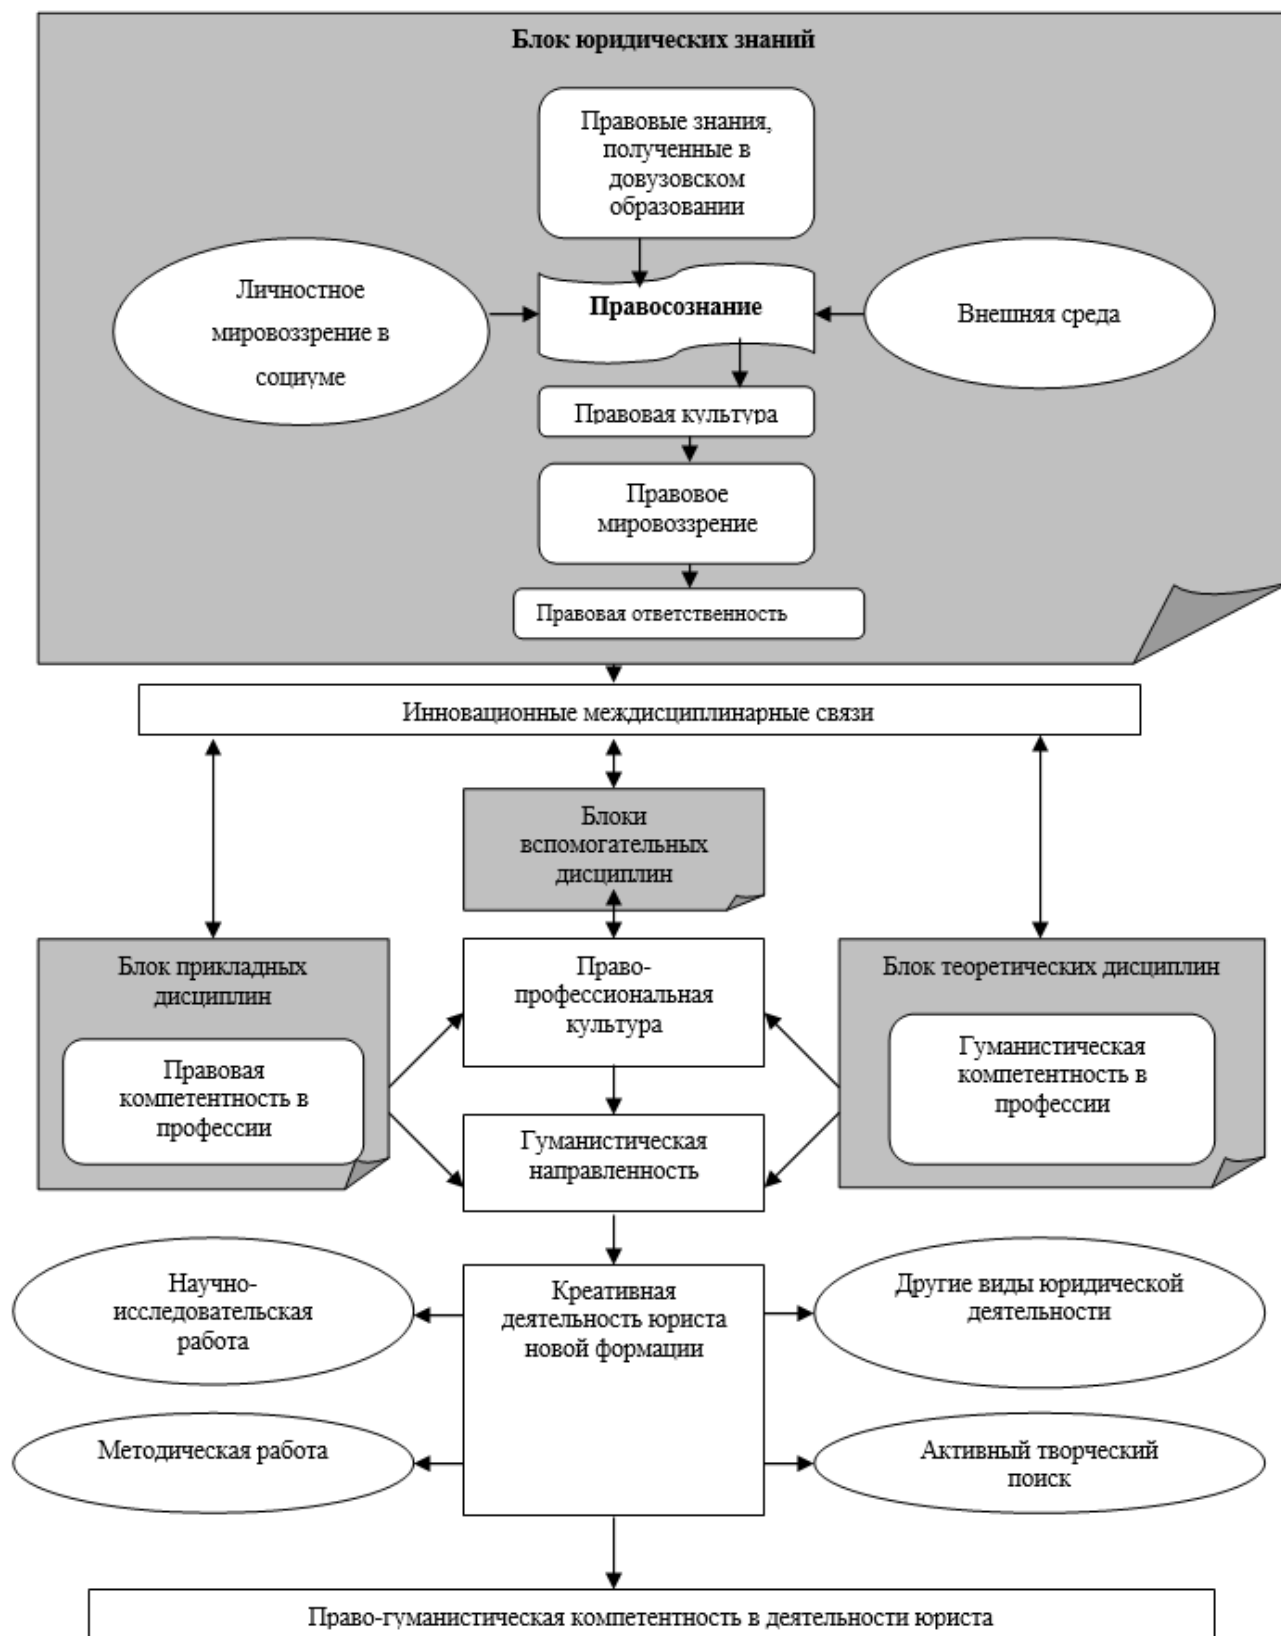 Блок юридических знаний
Правовые знания,
полученные в
довузовском
образовании
Личностное
мировоззрение в
социуме
Правосознание
Внешняя среда
Правовая культура
Правовое
мировоззрение
Правовая ответственность
Инновационные междисциплинарные связи
Блоки
вспомогательных
дисциплин
Блок прикладных
дисциплин
Правовая
компетентность в
профессии
Право-
профессиональная
культура
Блок теоретических дисциплин
Гуманистическая
компетентность в
профессии
Гуманистическая
направленность
Научно-
исследовательская
работа
Креативная
деятельность юриста
новой формации
Другие виды юридической
деятельности
Методическая работа
Активный творческий
поиск
Право-гуманистическая компетентность в деятельности юриста